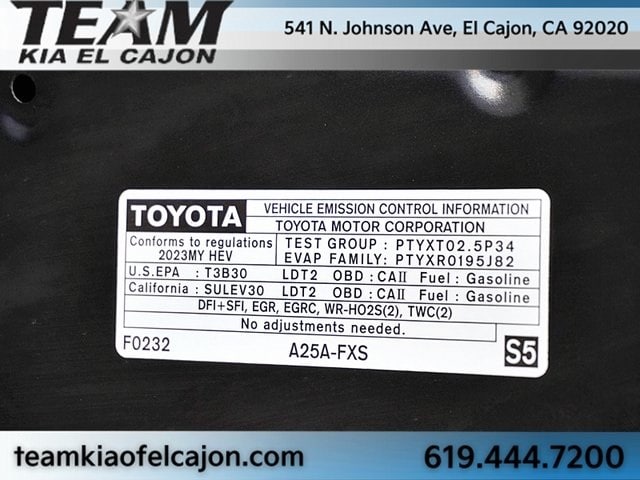 TEAM
KIA EL CAJON
541 N. Johnson Ave, El Cajon, CA 92020
TOYOTA
VEHICLE EMISSION CONTROL INFORMATION
TOYOTA MOTOR CORPORATION
Conforms to regulations
2023MY HEV
TEST GROUP : PTYXT02.5P34
EVAP FAMILY: PTYXR0195J82
U.S.EPA : T3B30 LDT2 OBD : CAII Fuel : Gasoline
California : SULEV30 LDT2 OBD : CAII Fuel : Gasoline
DFI+SFI, EGR, EGRC, WR-HO2S(2), TWC(2)
No adjustments needed.
F0232 A25A-FXS S5
teamkiaofelcajon.com 619.444.7200